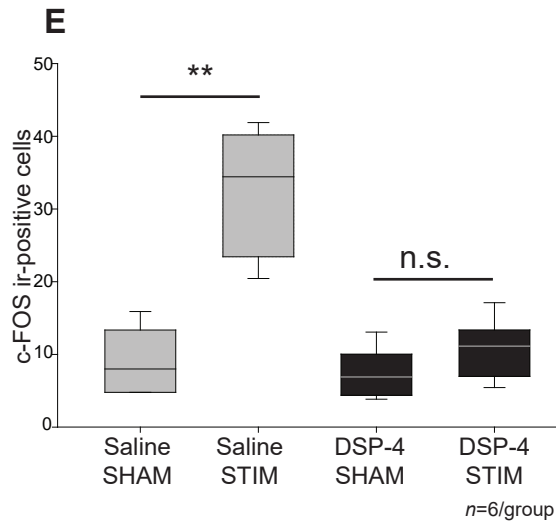 E
c-FOS ir-positive cells
50
40
30
20
10
0
**
n.s.
Saline
SHAM
Saline
STIM
DSP-4
SHAM
DSP-4
STIM
n=6/group